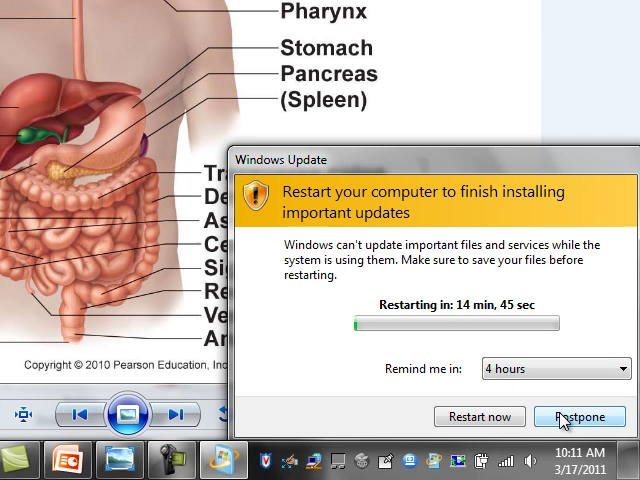 Pharynx
Stomach
Pancreas
(Spleen)
Windows Update
Restart your computer to finish installing
important updates
Windows can't update important files and services while the
system is using them. Make sure to save your files before
restarting.
Restarting in: 14 min, 45 sec
Remind me in:
4 hours
Restart now
Postpone
Copyright © 2010 Pearson Education, Inc
10:11 AM
3/17/2011